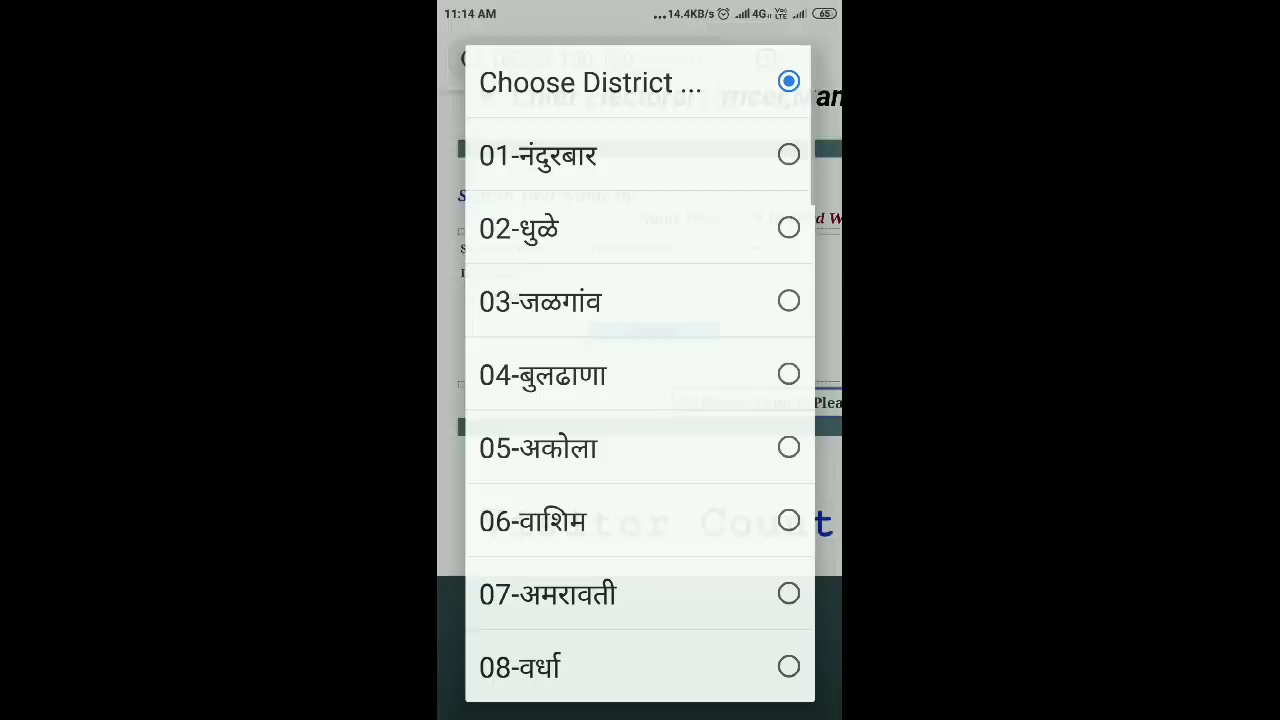 11:14 AM
...14.4KB/s 4G VoLTE 65
Choose District ...
01-नंदुरबार
02-धुळे
03-जळगांव
04-बुलढाणा
05-अकोला
06-वाशिम
07-अमरावती
08-वर्धा